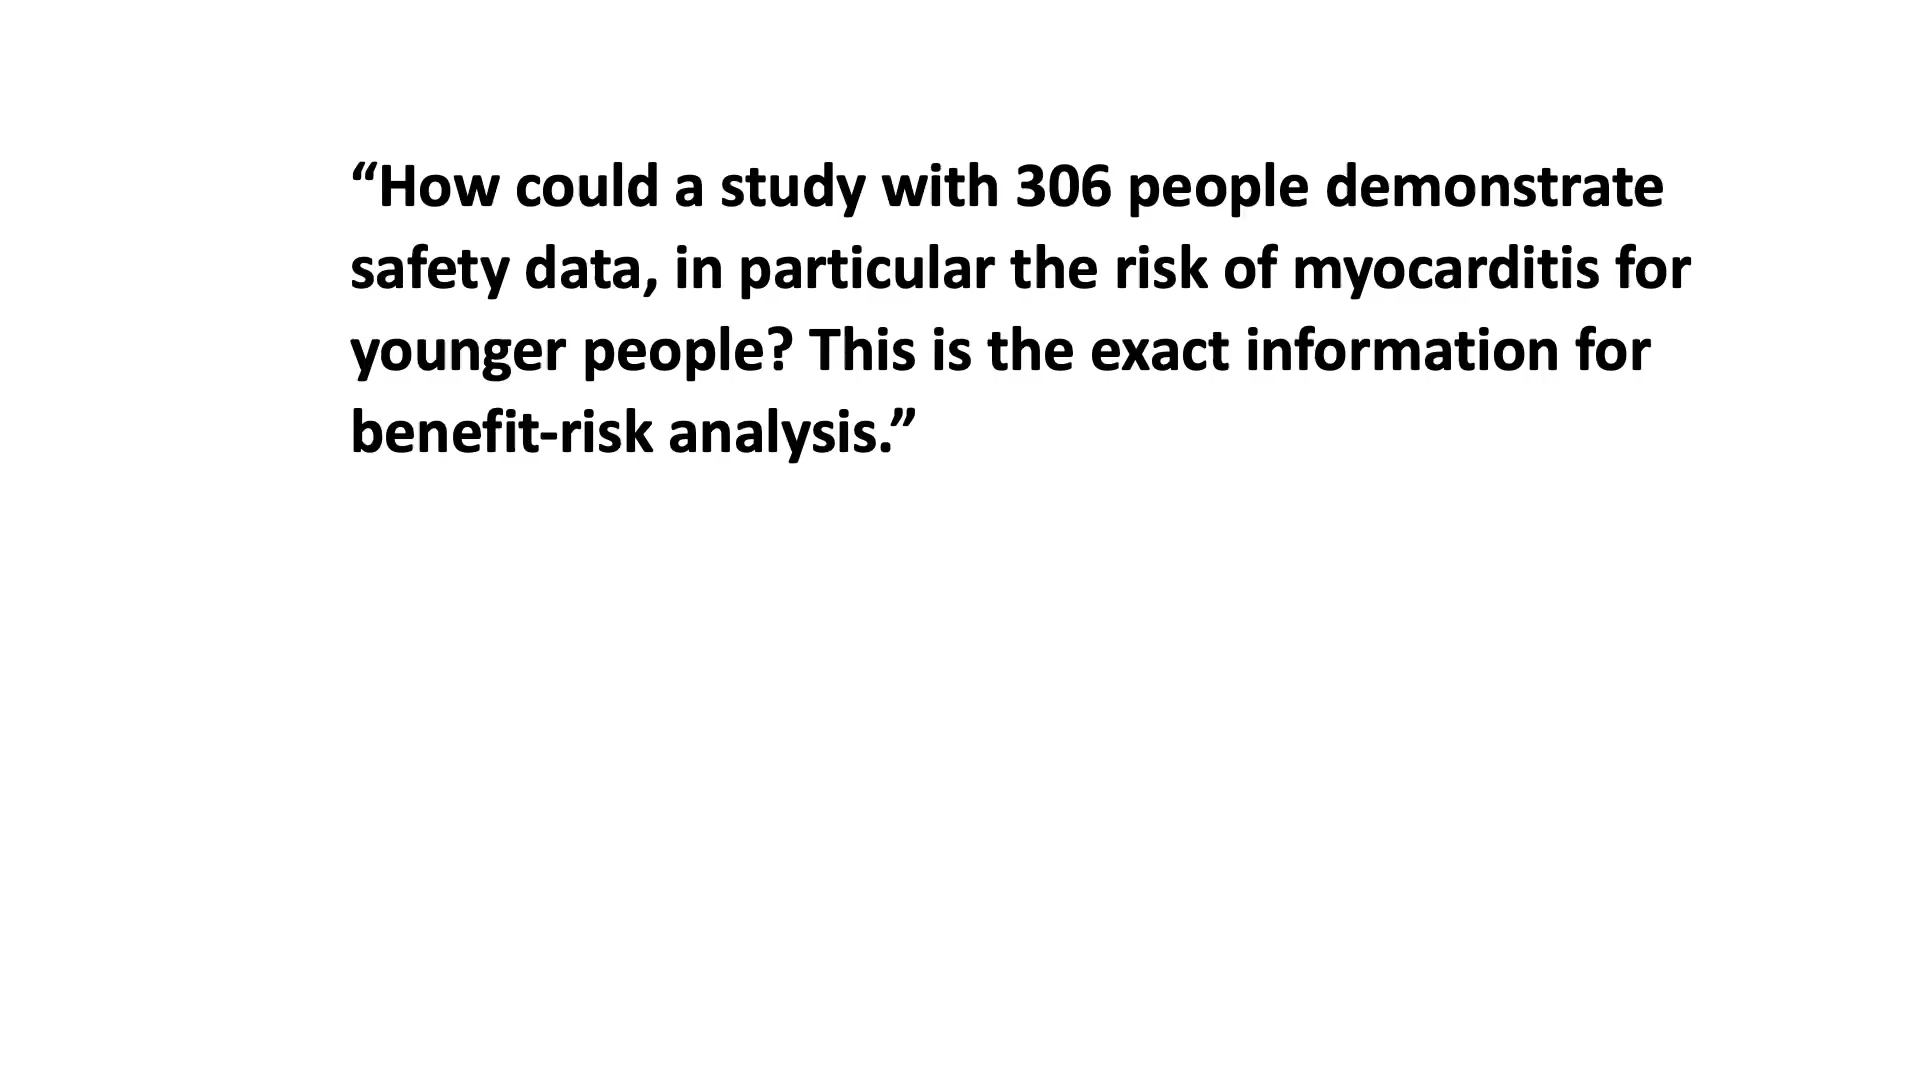 “How could a study with 306 people demonstrate
safety data, in particular the risk of myocarditis for
younger people? This is the exact information for
benefit-risk analysis.”